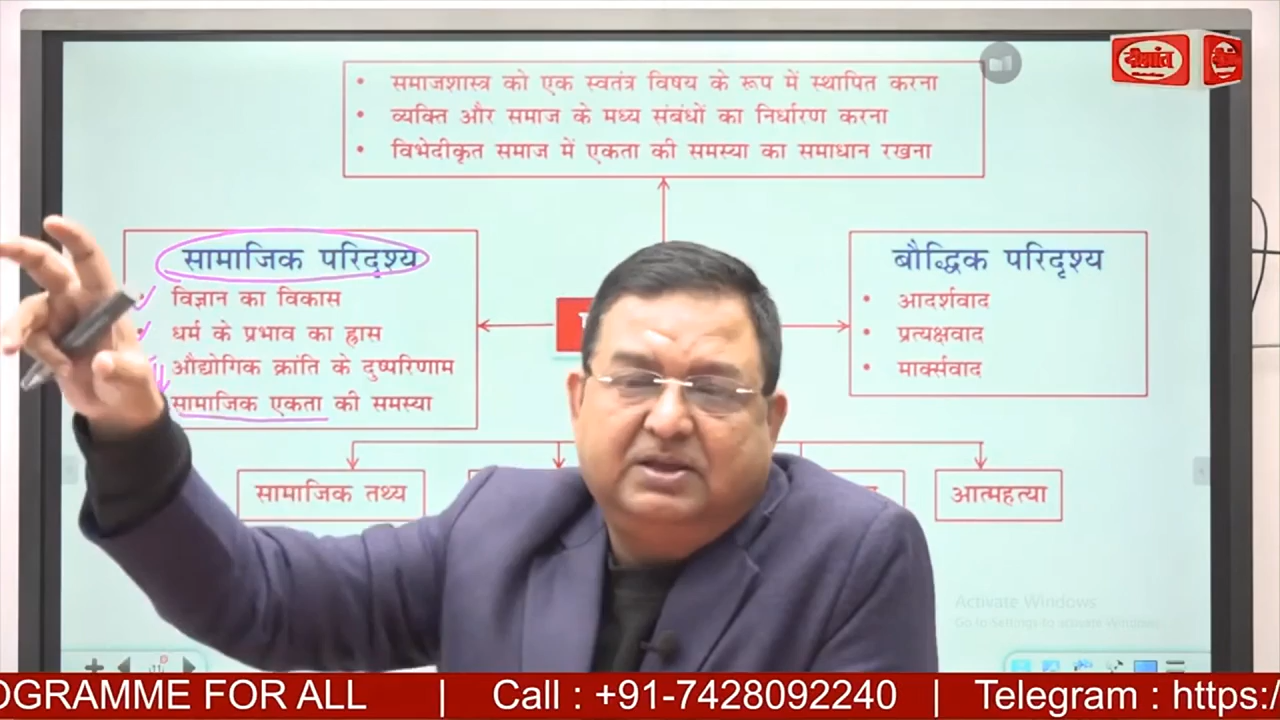 समाजशास्त्र को एक स्वतंत्र विषय के रूप में स्थापित करना
व्यक्ति और समाज के मध्य संबंधों का निर्धारण करना
विभेदीकृत समाज में एकता की समस्या का समाधान रखना
दृष्टि
सामाजिक परिदृश्य
विज्ञान का विकास
धर्म के प्रभाव का ह्रास
औद्योगिक क्रांति के दुष्परिणाम
सामाजिक एकता की समस्या
बौद्धिक परिदृश्य
आदर्शवाद
प्रत्यक्षवाद
मार्क्सवाद
सामाजिक तथ्य
आत्महत्या
Activate Windows
Go to Settings to activate Windows.
OGRAMME FOR ALL | Call : +91-7428092240 | Telegram : https:/